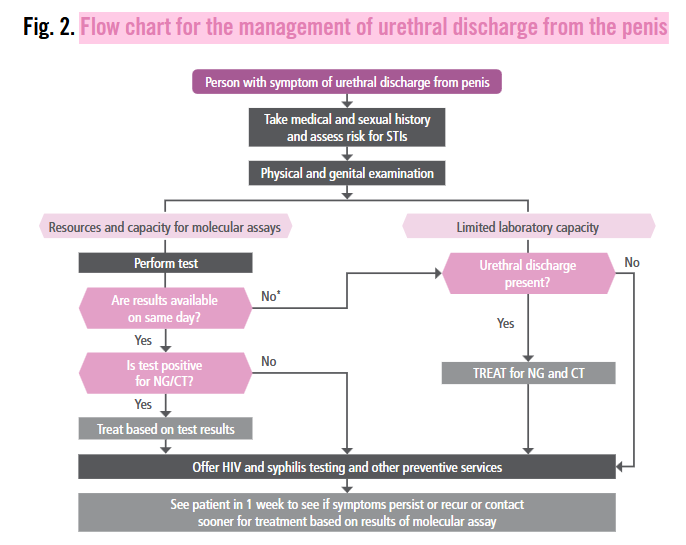 Fig. 2. Flow chart for the management of urethral discharge from the penis
Person with symptom of urethral discharge from penis
Take medical and sexual history
and assess risk for STIs
Physical and genital examination
Resources and capacity for molecular assays
Limited laboratory capacity
Perform test
Urethral discharge
present?
No
Are results available
on same day?
No*
Yes
Yes
Is test positive
for NG/CT?
No
TREAT for NG and CT
Yes
Treat based on test results
Offer HIV and syphilis testing and other preventive services
See patient in 1 week to see if symptoms persist or recur or contact
sooner for treatment based on results of molecular assay